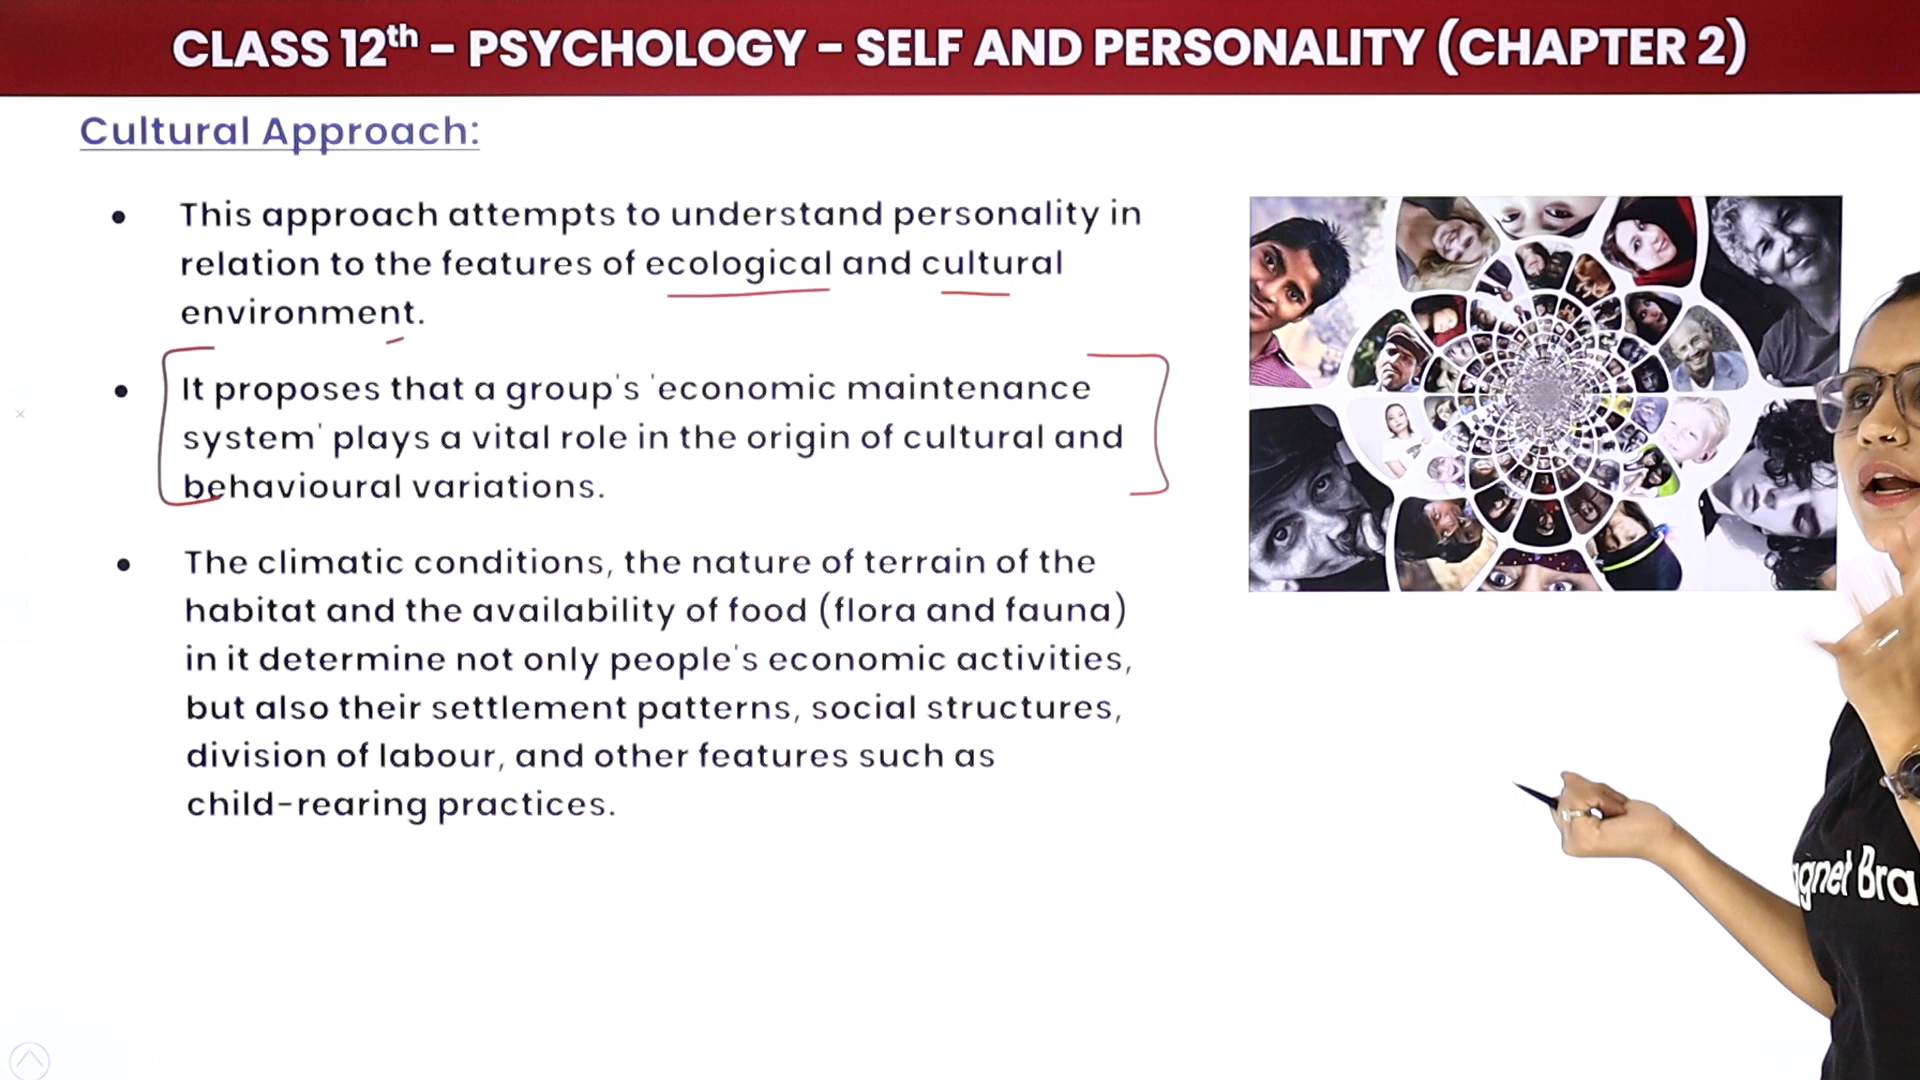 CLASS 12th – PSYCHOLOGY – SELF AND PERSONALITY (CHAPTER 2)
Cultural Approach:
• This approach attempts to understand personality in
relation to the features of ecological and cultural
environment.
• It proposes that a group's 'economic maintenance
system' plays a vital role in the origin of cultural and
behavioural variations.
• The climatic conditions, the nature of terrain of the
habitat and the availability of food (flora and fauna)
in it determine not only people's economic activities,
but also their settlement patterns, social structures,
division of labour, and other features such as
child-rearing practices.
gnet Bra